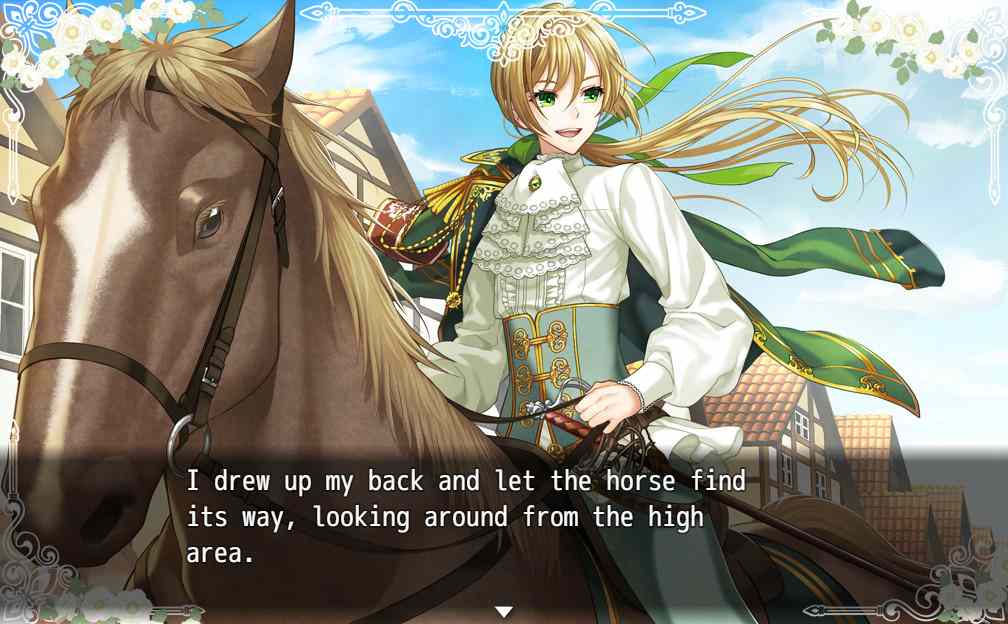 I drew up my back and let the horse find
its way, looking around from the high
area.